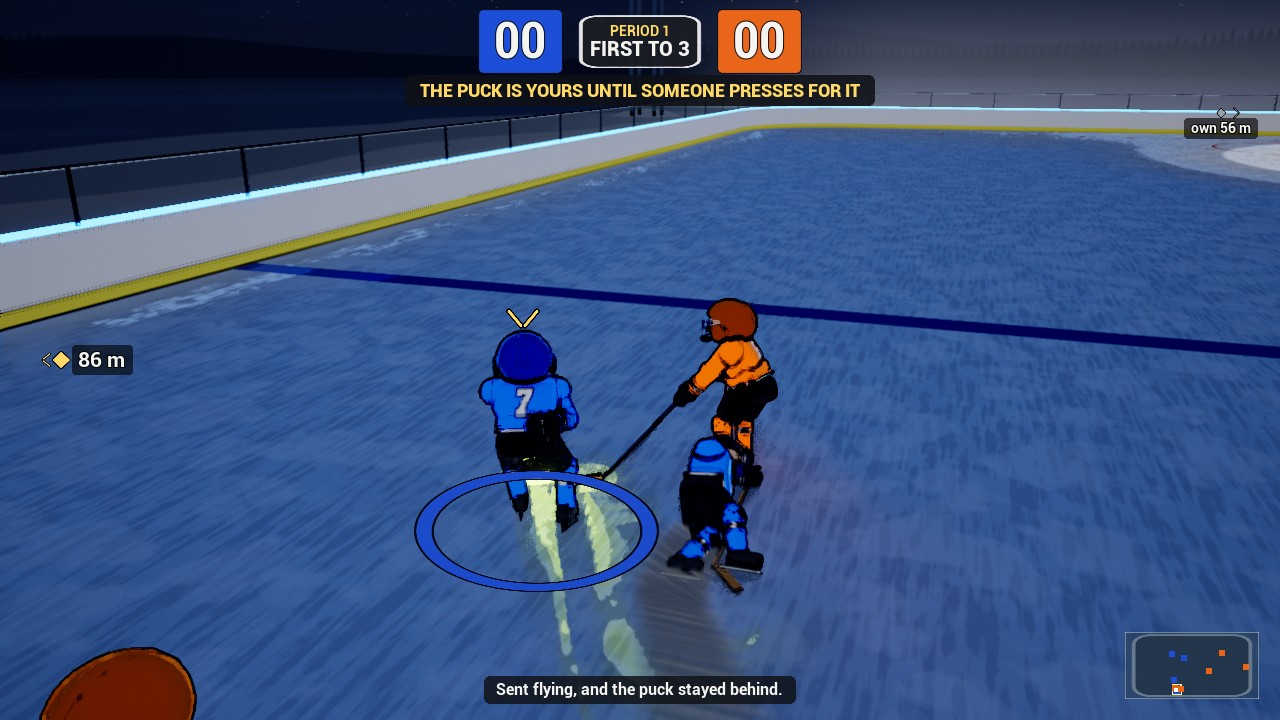 00
PERIOD 1
FIRST TO 3
00
THE PUCK IS YOURS UNTIL SOMEONE PRESSES FOR IT
own 56 m
86 m
7
Sent flying, and the puck stayed behind.